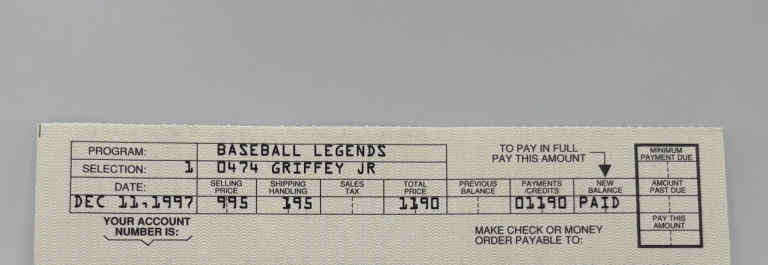 PROGRAM: BASEBALL LEGENDS
TO PAY IN FULL
PAY THIS AMOUNT
MINIMUM
PAYMENT DUE
SELECTION: 1 0474 GRIFFEY JR
DATE: SELLING PRICE SHIPPING HANDLING SALES TAX TOTAL PRICE PREVIOUS BALANCE PAYMENTS /CREDITS NEW BALANCE AMOUNT PAST DUE
DEC 11,1997 995 195 1190 01190 PAID
PAY THIS
AMOUNT
YOUR ACCOUNT
NUMBER IS:
MAKE CHECK OR MONEY
ORDER PAYABLE TO: